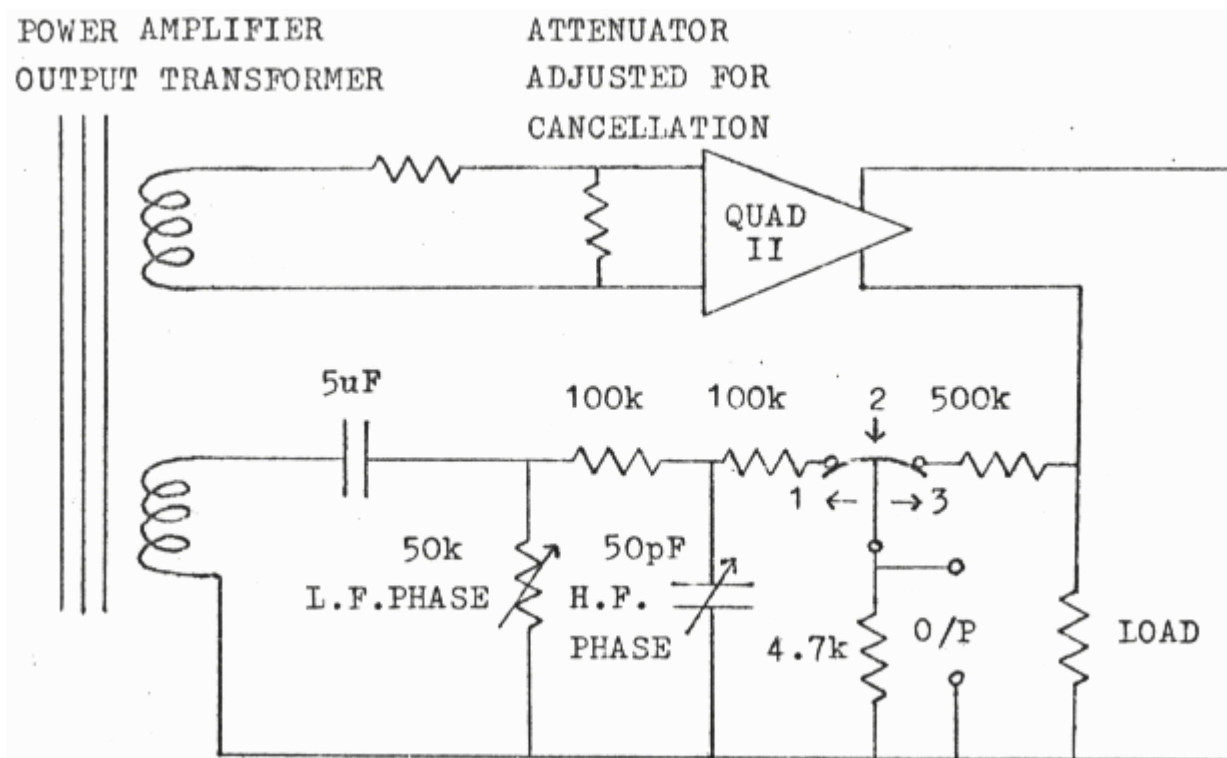 POWER AMPLIFIER
OUTPUT TRANSFORMER
ATTENUATOR
ADJUSTED FOR
CANCELLATION
QUAD
II
5uF
100k
100k
2
500k
1
3
50k
L.F.PHASE
50pF
H.F.
PHASE
4.7k
O/P
LOAD